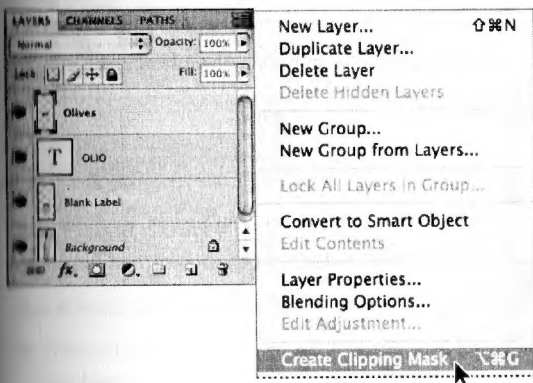 LAYERS CHANNELS PATHS
Normal Opacity: 100%
Lock: Fill: 100%
Olives
T OLIO
Blank Label
Background
fx.
New Layer... ⇧⌘N
Duplicate Layer...
Delete Layer
Delete Hidden Layers
New Group...
New Group from Layers...
Lock All Layers in Group...
Convert to Smart Object
Edit Contents
Layer Properties...
Blending Options...
Edit Adjustment...
Create Clipping Mask ⌥⌘G